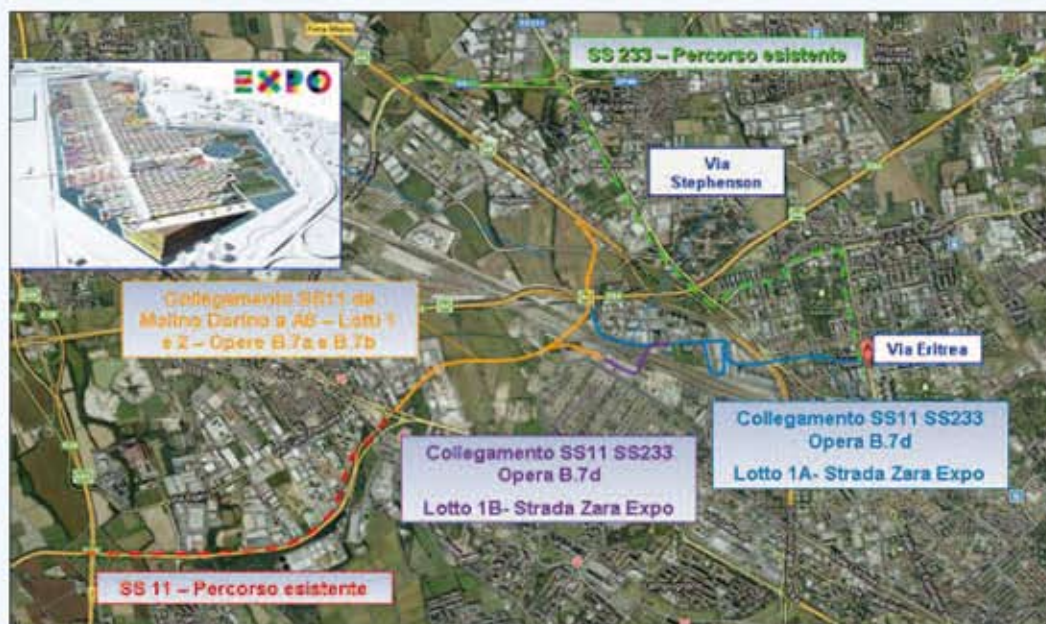 EXPO
SS 233 – Percorso esistente
Via
Stephenson
Collegamento SS11 da
Molino Dorino a A8 – Lotti 1
e 2 – Opere B.7a e B.7b
Via Eritrea
Collegamento SS11 SS233
Opera B.7d
Lotto 1B- Strada Zara Expo
Collegamento SS11 SS233
Opera B.7d
Lotto 1A- Strada Zara Expo
SS 11 – Percorso esistente